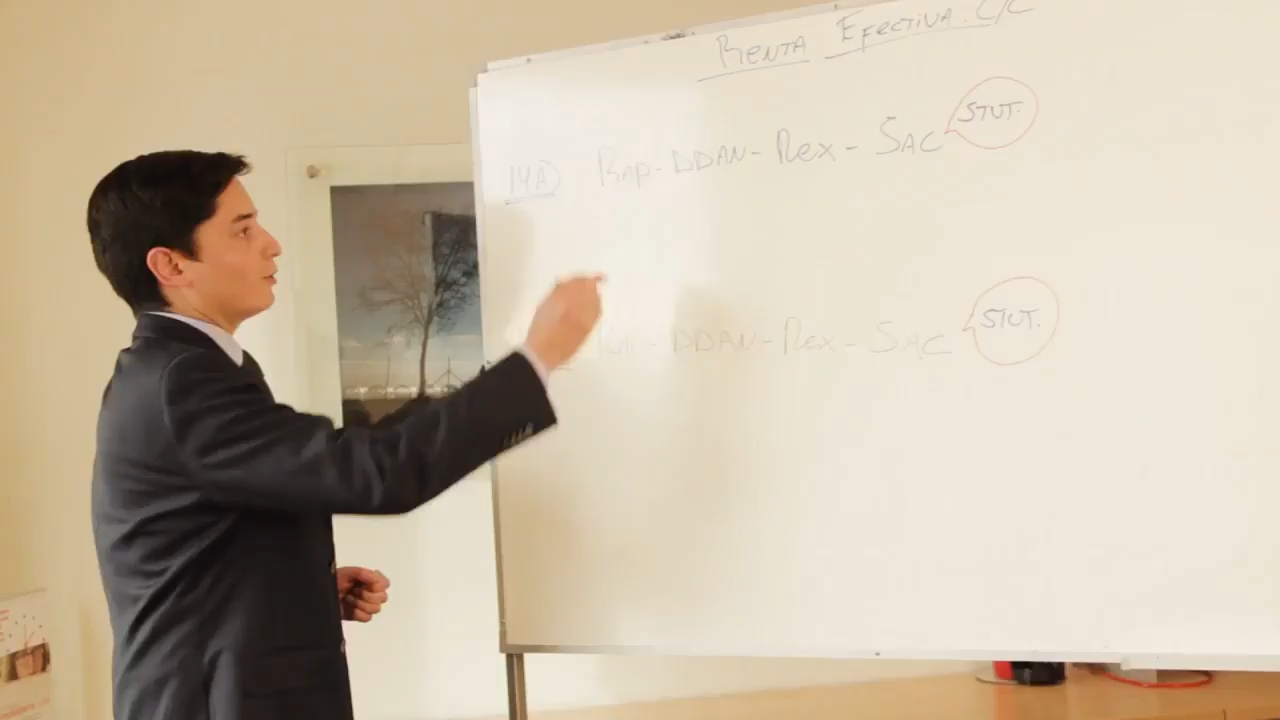 RENTA EFECTIVA C/C
14A) RAP-DDAN-REX-SAC STUT.
DDAN-REX-SAC STUT.